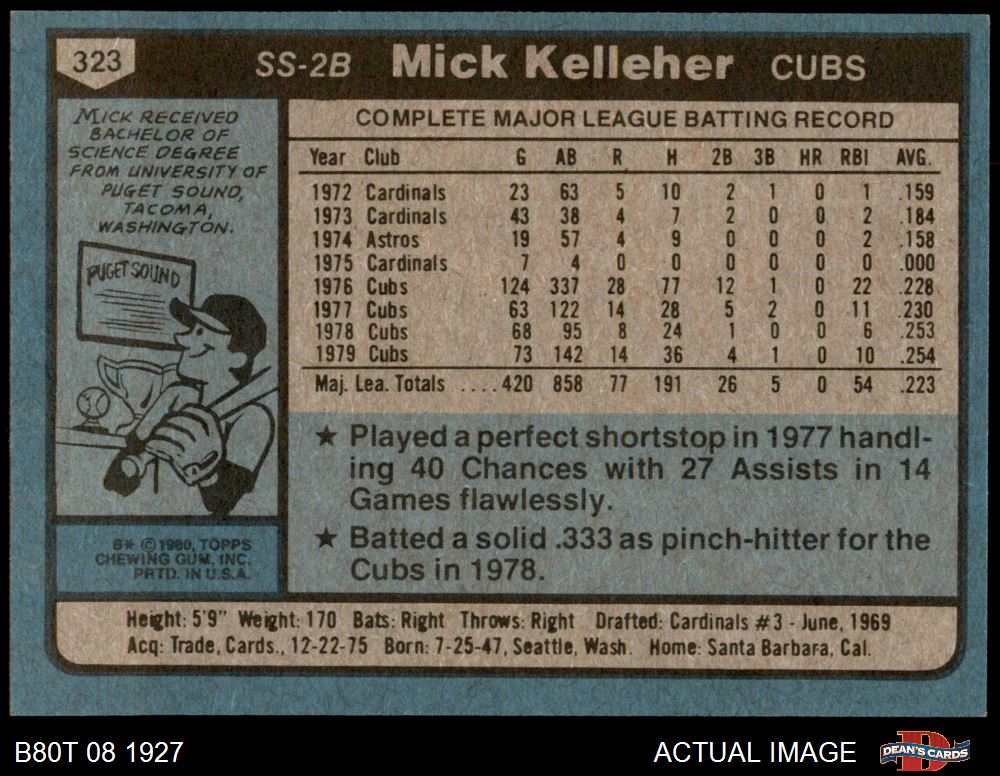 323 SS-2B Mick Kelleher CUBS
MICK RECEIVED
BACHELOR OF
SCIENCE DEGREE
FROM UNIVERSITY OF
PUGET SOUND,
TACOMA,
WASHINGTON.
PUGET SOUND
COMPLETE MAJOR LEAGUE BATTING RECORD
Year Club G AB R H 2B 3B HR RBI AVG.
1972 Cardinals 23 63 5 10 2 1 0 1 .159
1973 Cardinals 43 38 4 7 2 0 0 2 .184
1974 Astros 19 57 4 9 0 0 0 2 .158
1975 Cardinals 7 4 0 0 0 0 0 0 .000
1976 Cubs 124 337 28 77 12 1 0 22 .228
1977 Cubs 63 122 14 28 5 2 0 11 .230
1978 Cubs 68 95 8 24 1 0 0 6 .253
1979 Cubs 73 142 14 36 4 1 0 10 .254
Maj. Lea. Totals ....420 858 77 191 26 5 0 54 .223
★ Played a perfect shortstop in 1977 handl-
ing 40 Chances with 27 Assists in 14
Games flawlessly.
★ Batted a solid .333 as pinch-hitter for the
Cubs in 1978.
B* © 1980, TOPPS
CHEWING GUM, INC.
PRTD. IN U.S.A.
Height: 5'9" Weight: 170 Bats: Right Throws: Right Drafted: Cardinals #3 - June, 1969
Acq: Trade, Cards., 12-22-75 Born: 7-25-47, Seattle, Wash. Home: Santa Barbara, Cal.
B80T 08 1927 ACTUAL IMAGE DEAN'S CARDS